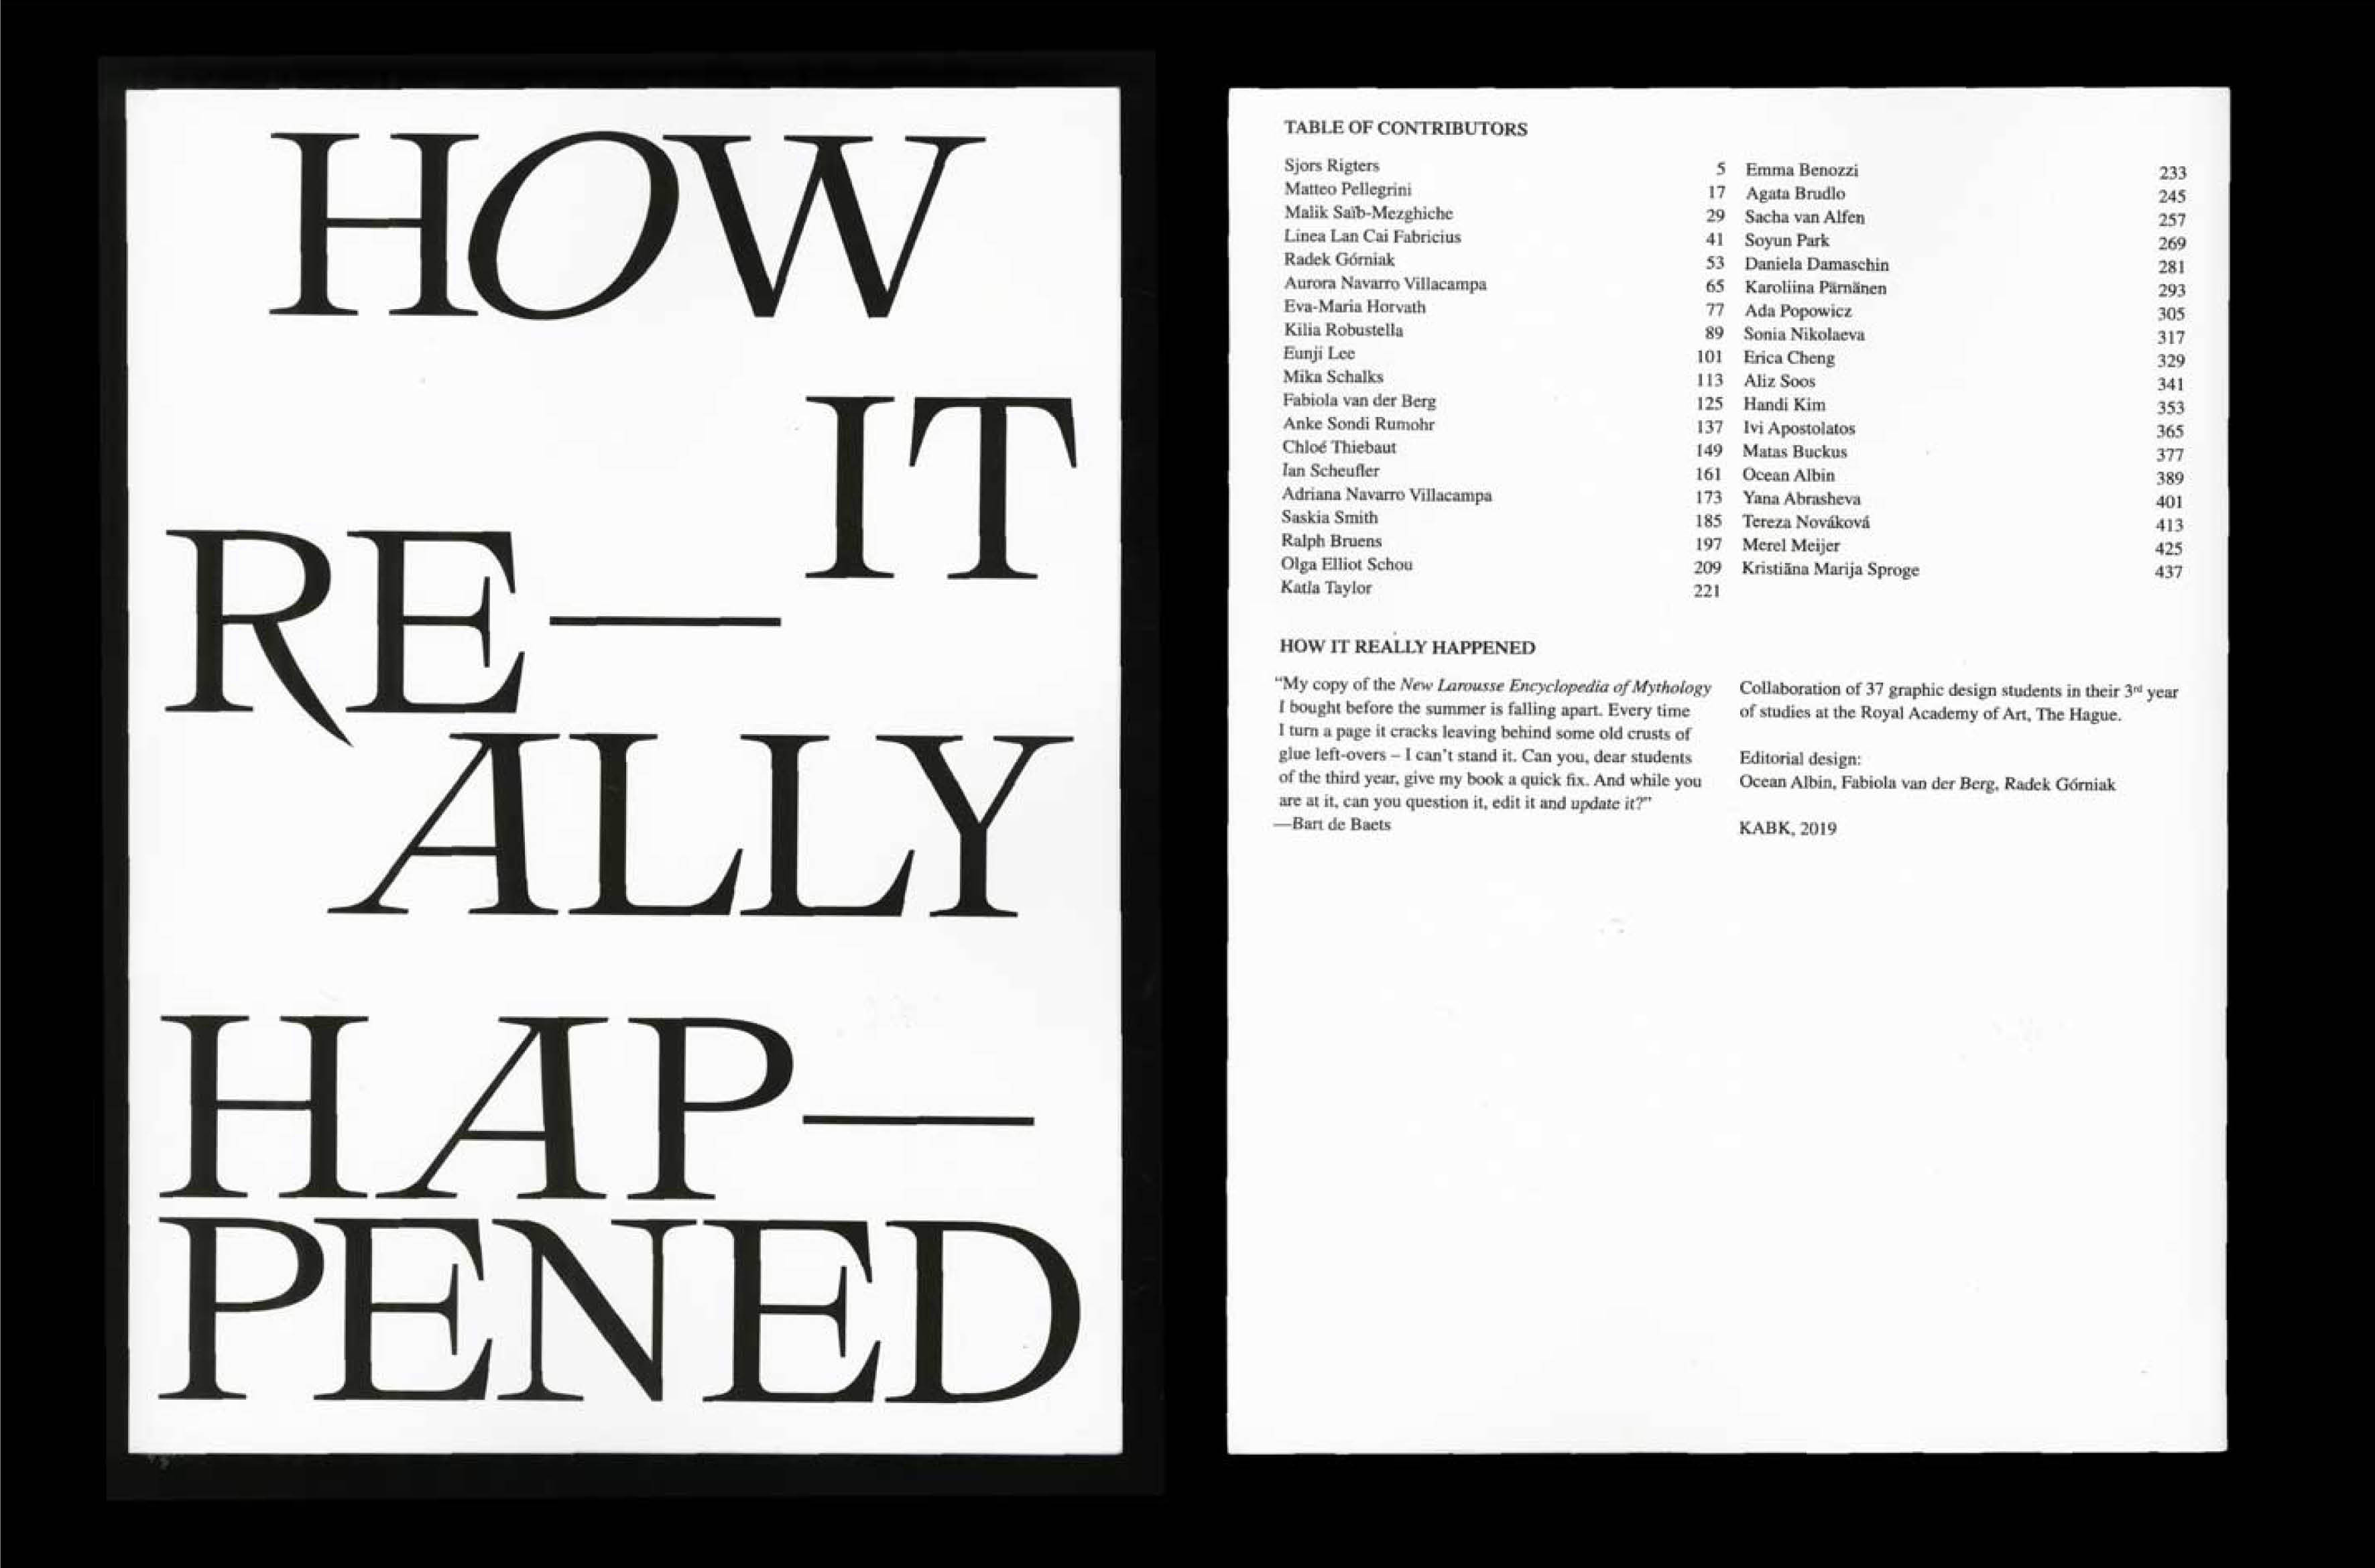 HOW
IT
RE—
ALLY
HAP—
PENED
TABLE OF CONTRIBUTORS
Sjors Rigters 5
Matteo Pellegrini 17
Malik Saïb-Mezghiche 29
Linea Lan Cai Fabricius 41
Radek Górniak 53
Aurora Navarro Villacampa 65
Eva-Maria Horvath 77
Kilia Robustella 89
Eunji Lee 101
Mika Schalks 113
Fabiola van der Berg 125
Anke Sondi Rumohr 137
Chloé Thiebaut 149
Ian Scheufler 161
Adriana Navarro Villacampa 173
Saskia Smith 185
Ralph Bruens 197
Olga Elliot Schou 209
Katla Taylor 221
Emma Benozzi 233
Agata Brudlo 245
Sacha van Alfen 257
Soyun Park 269
Daniela Damaschin 281
Karoliina Pärnänen 293
Ada Popowicz 305
Sonia Nikolaeva 317
Erica Cheng 329
Aliz Soos 341
Handi Kim 353
Ivi Apostolatos 365
Matas Buckus 377
Ocean Albin 389
Yana Abrasheva 401
Tereza Nováková 413
Merel Meijer 425
Kristiāna Marija Sproge 437
HOW IT REALLY HAPPENED
“My copy of the New Larousse Encyclopedia of Mythology
I bought before the summer is falling apart. Every time
I turn a page it cracks leaving behind some old crusts of
glue left-overs – I can’t stand it. Can you, dear students
of the third year, give my book a quick fix. And while you
are at it, can you question it, edit it and update it?”
—Bart de Baets
Collaboration of 37 graphic design students in their 3rd year
of studies at the Royal Academy of Art, The Hague.
Editorial design:
Ocean Albin, Fabiola van der Berg, Radek Górniak
KABK, 2019